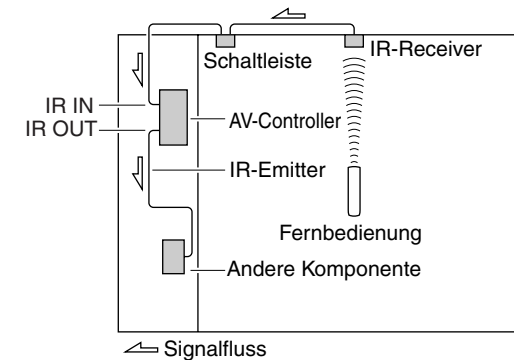 IR-Receiver
Schaltleiste
IR IN
AV-Controller
IR OUT
IR-Emitter
Fernbedienung
Andere Komponente
Signalfluss